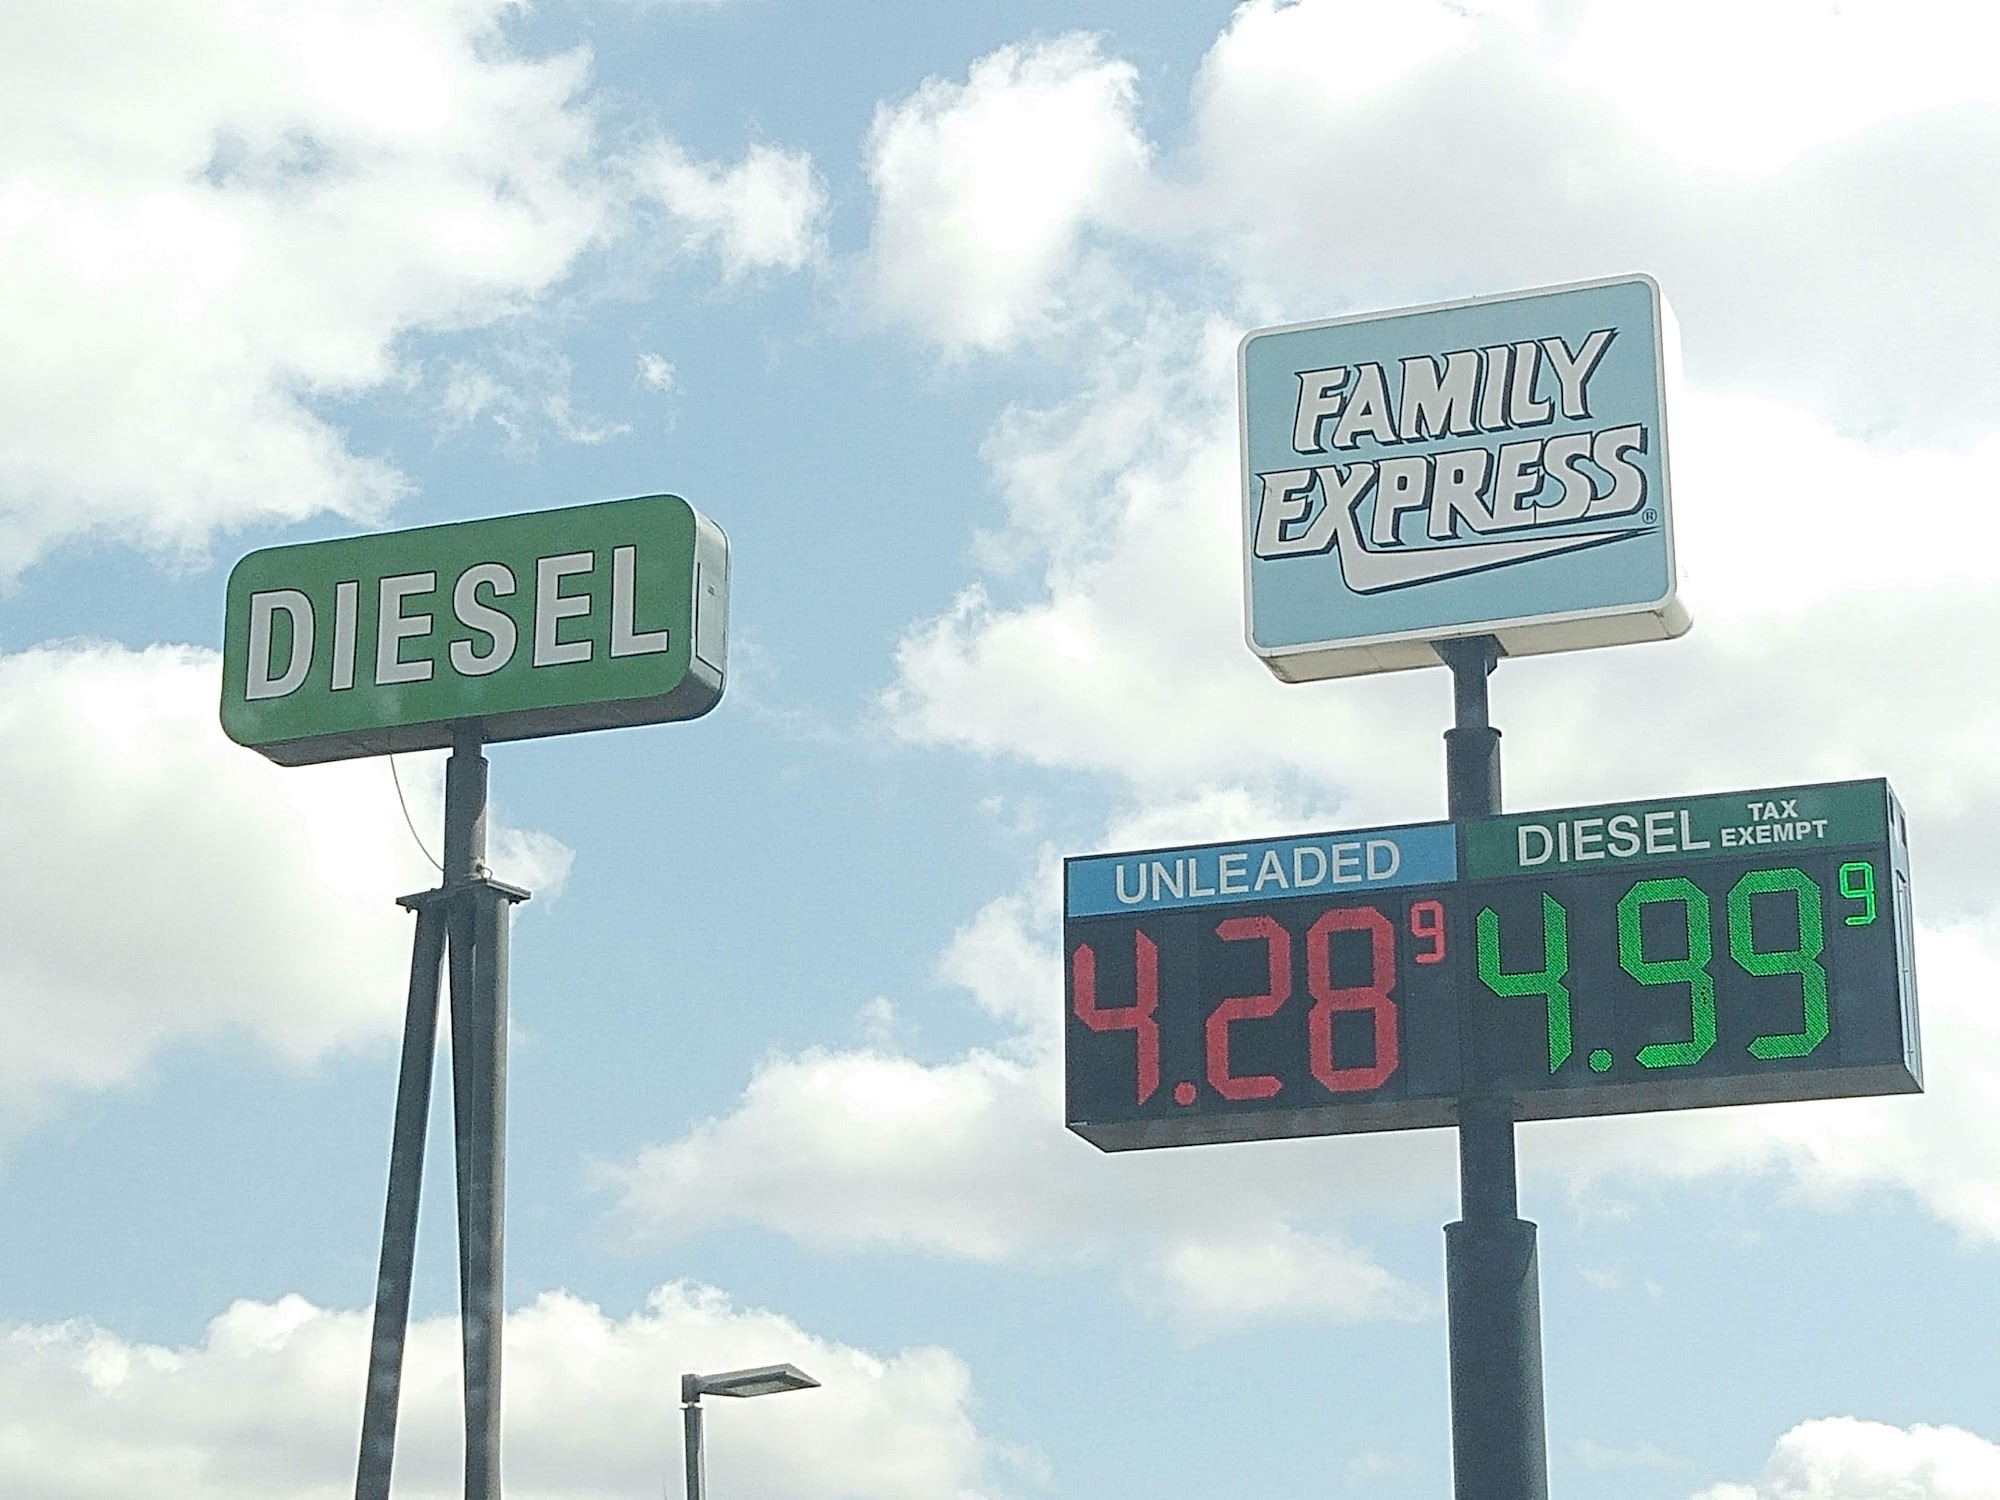 DIESEL
FAMILY
EXPRESS®
UNLEADED
4.28 9
DIESEL TAX EXEMPT
4.99 9